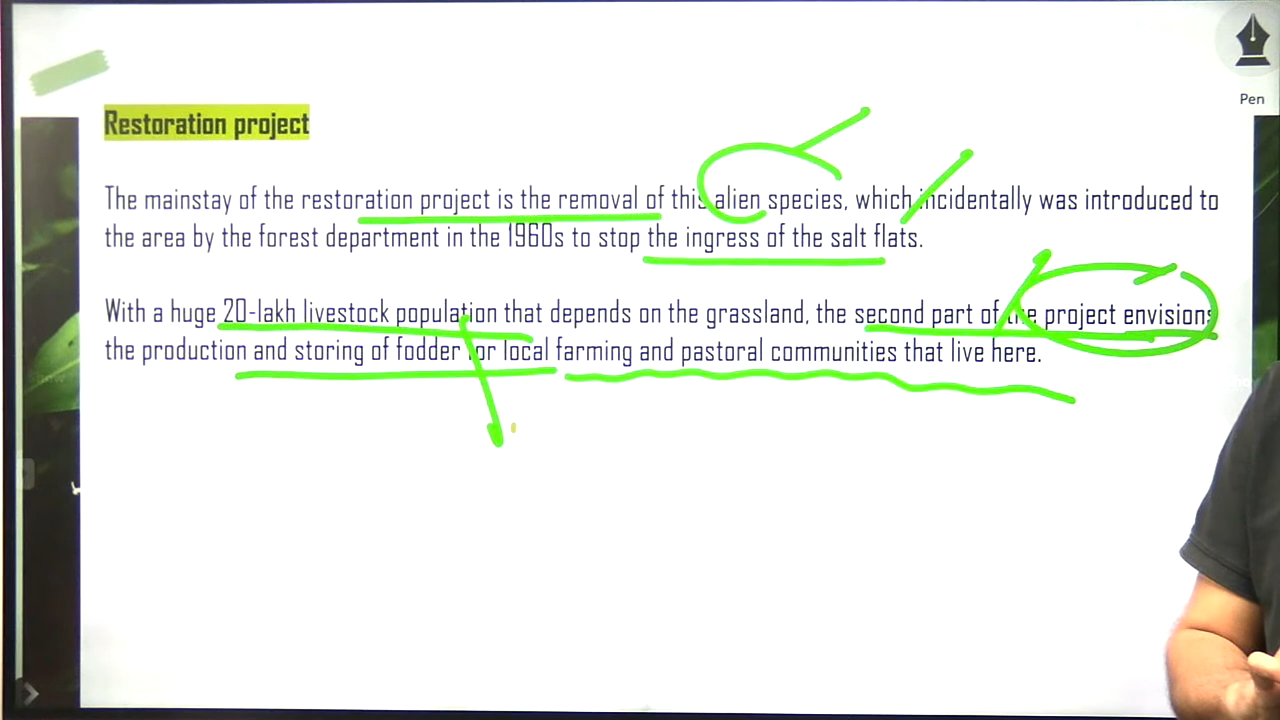 Pen
Restoration project
The mainstay of the restoration project is the removal of this alien species, which incidentally was introduced to
the area by the forest department in the 1960s to stop the ingress of the salt flats.
With a huge 20-lakh livestock population that depends on the grassland, the second part of the project envisions
the production and storing of fodder for local farming and pastoral communities that live here.